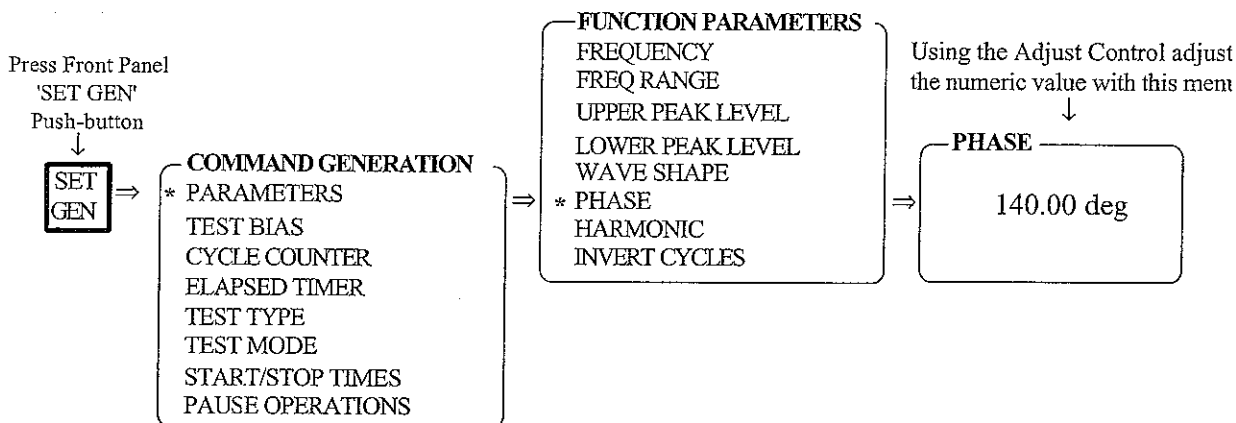 Press Front Panel
'SET GEN'
Push-button
↓
SET
GEN
⇒
COMMAND GENERATION
* PARAMETERS
TEST BIAS
CYCLE COUNTER
ELAPSED TIMER
TEST TYPE
TEST MODE
START/STOP TIMES
PAUSE OPERATIONS
⇒
FUNCTION PARAMETERS
FREQUENCY
FREQ RANGE
UPPER PEAK LEVEL
LOWER PEAK LEVEL
WAVE SHAPE
* PHASE
HARMONIC
INVERT CYCLES
⇒
Using the Adjust Control adjust
the numeric value with this men
↓
PHASE
140.00 deg